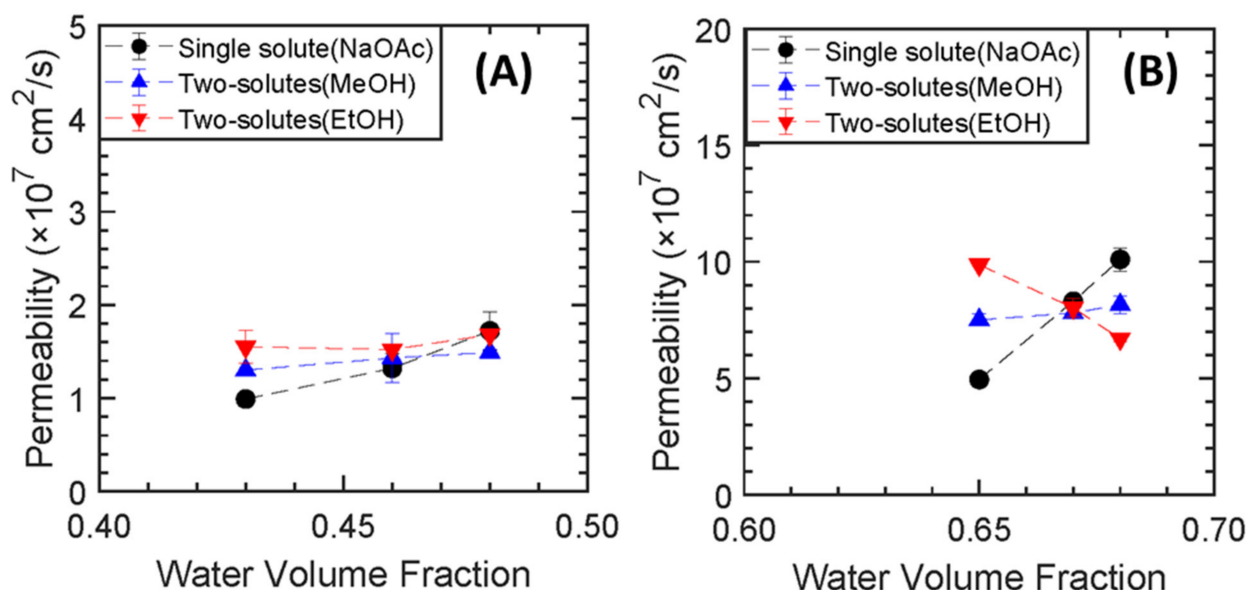 (A)
Single solute(NaOAc)
Two-solutes(MeOH)
Two-solutes(EtOH)
Permeability (×10⁷ cm²/s)
5
4
3
2
1
0
0.40
0.45
0.50
Water Volume Fraction
(B)
Single solute(NaOAc)
Two-solutes(MeOH)
Two-solutes(EtOH)
Permeability (×10⁷ cm²/s)
20
15
10
5
0
0.60
0.65
0.70
Water Volume Fraction